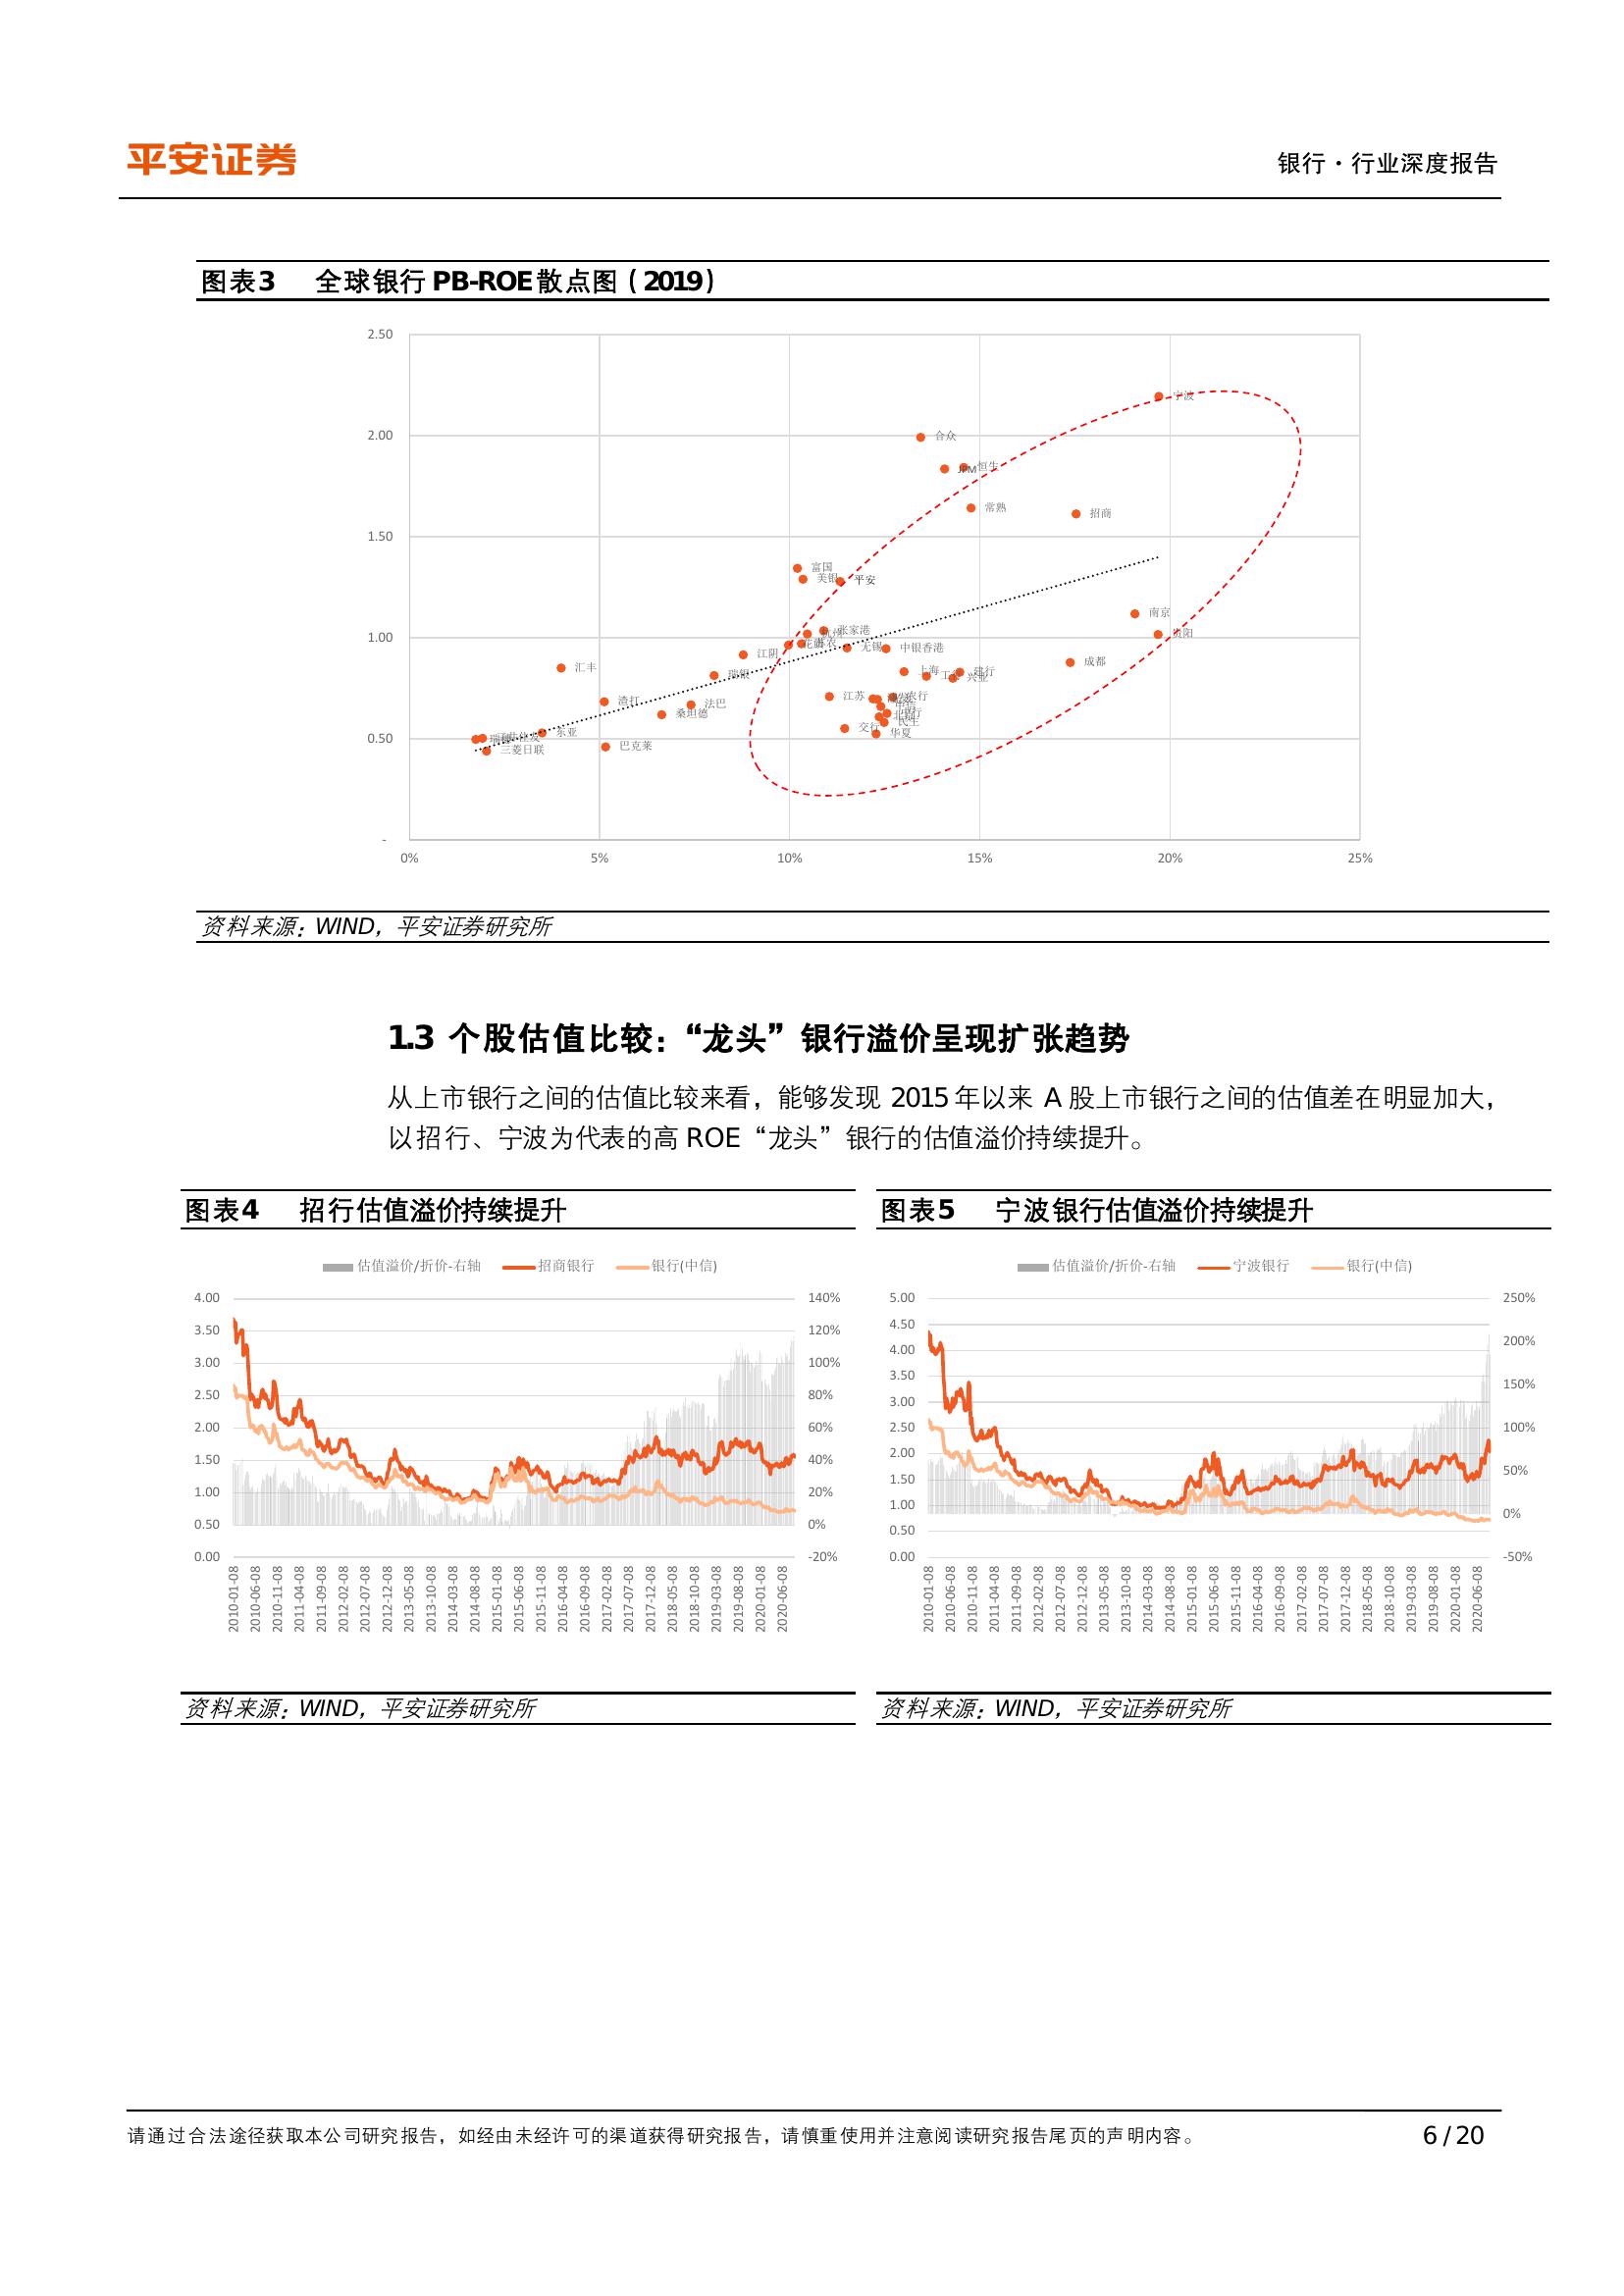 平安证券
银行·行业深度报告
图表3 全球银行 PB-ROE 散点图（2019）
2.50
2.00
1.50
1.00
0.50
-
0%
5%
10%
15%
20%
25%
宁波
合众
JPM
恒生
常熟
招商
富国
美银
平安
南京
贵阳
张家港
无锡
中银香港
江阴
成都
汇丰
瑞银
上海
建行
兴业
渣打
法巴
桑坦德
江苏
农行
民生
交行
华夏
东亚
巴克莱
三菱日联
资料来源：WIND，平安证券研究所
1.3 个股估值比较：“龙头”银行溢价呈现扩张趋势
从上市银行之间的估值比较来看，能够发现 2015 年以来 A 股上市银行之间的估值差在明显加大，
以招行、宁波为代表的高 ROE“龙头”银行的估值溢价持续提升。
图表4 招行估值溢价持续提升
估值溢价/折价-右轴 招商银行 银行(中信)
4.00 140%
3.50 120%
3.00 100%
2.50 80%
2.00 60%
1.50 40%
1.00 20%
0.50 0%
0.00 -20%
2010-01-08
2010-06-08
2010-11-08
2011-04-08
2011-09-08
2012-02-08
2012-07-08
2012-12-08
2013-05-08
2013-10-08
2014-03-08
2014-08-08
2015-01-08
2015-06-08
2015-11-08
2016-04-08
2016-09-08
2017-02-08
2017-07-08
2017-12-08
2018-05-08
2018-10-08
2019-03-08
2019-08-08
2020-01-08
2020-06-08
资料来源：WIND，平安证券研究所
图表5 宁波银行估值溢价持续提升
估值溢价/折价-右轴 宁波银行 银行(中信)
5.00 250%
4.50
4.00 200%
3.50 150%
3.00
2.50 100%
2.00
1.50 50%
1.00 0%
0.50
0.00 -50%
2010-01-08
2010-06-08
2010-11-08
2011-04-08
2011-09-08
2012-02-08
2012-07-08
2012-12-08
2013-05-08
2013-10-08
2014-03-08
2014-08-08
2015-01-08
2015-06-08
2015-11-08
2016-04-08
2016-09-08
2017-02-08
2017-07-08
2017-12-08
2018-05-08
2018-10-08
2019-03-08
2019-08-08
2020-01-08
2020-06-08
资料来源：WIND，平安证券研究所
请通过合法途径获取本公司研究报告，如经由未经许可的渠道获得研究报告，请慎重使用并注意阅读研究报告尾页的声明内容。
6 / 20